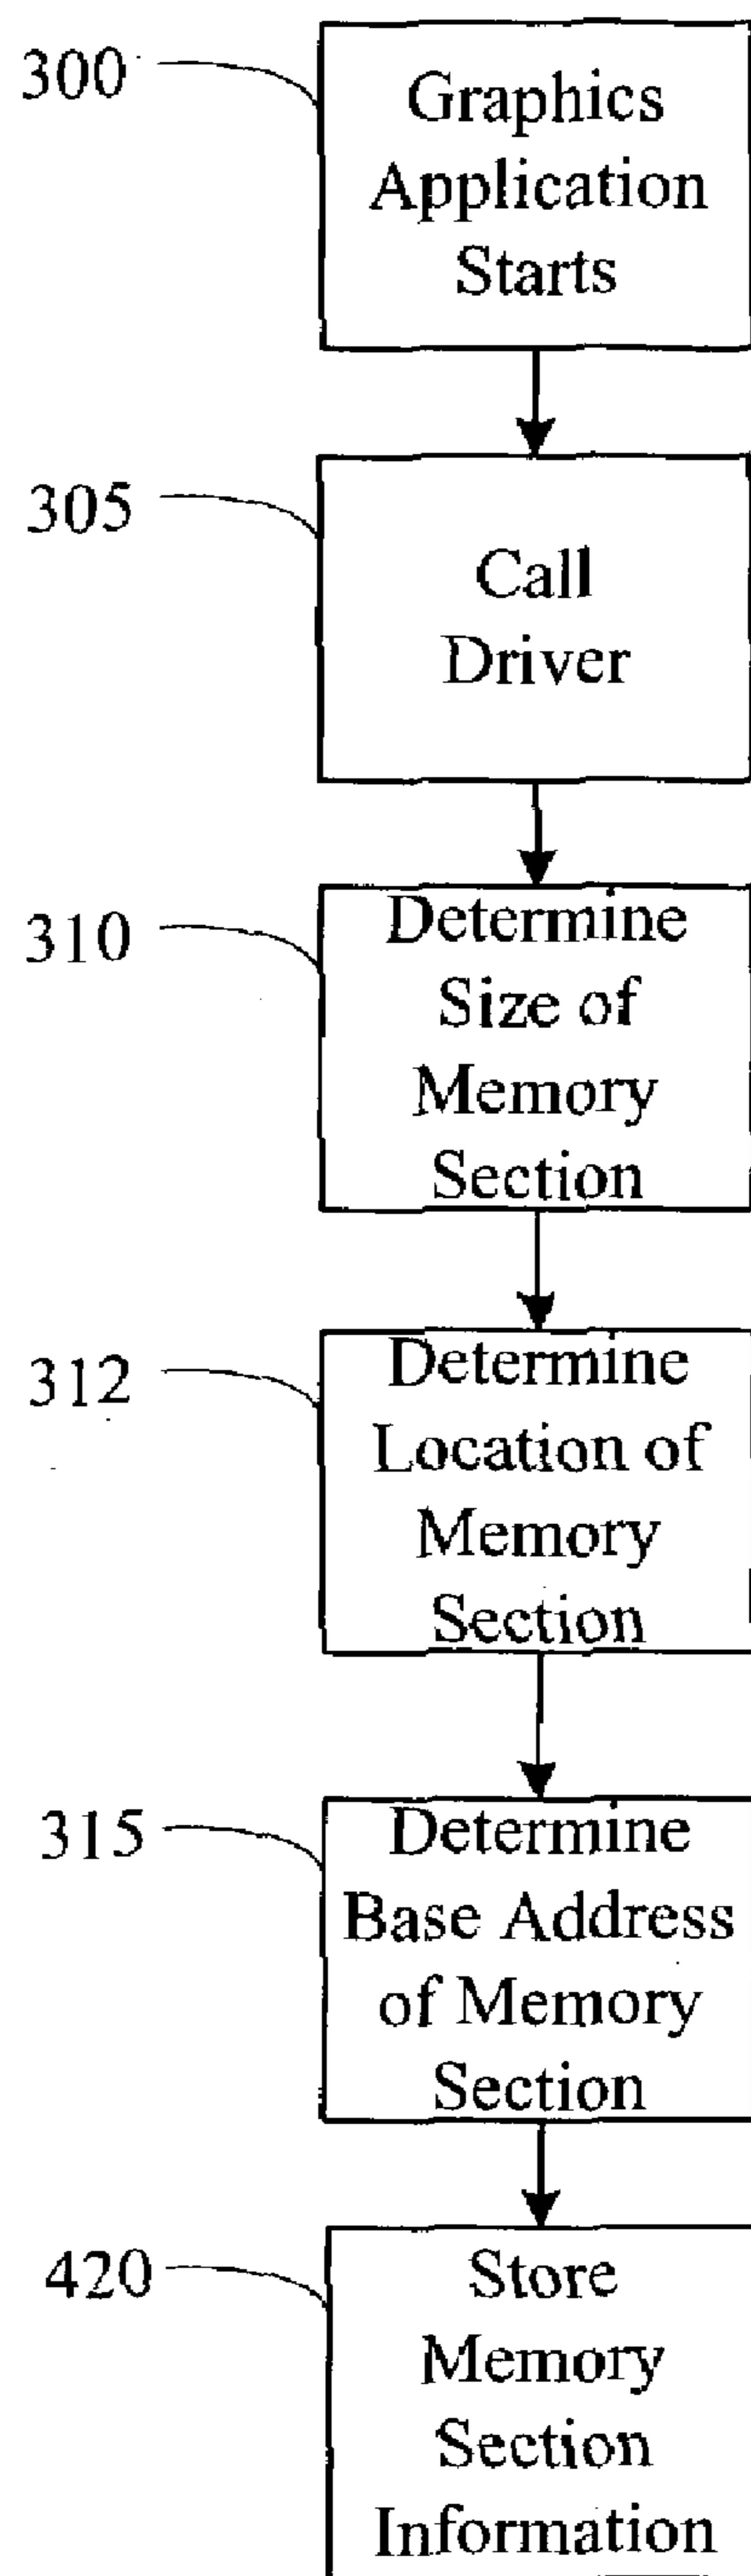 300
Graphics
Application
Starts
305
Call
Driver
310
Determine
Size of
Memory
Section
312
Determine
Location of
Memory
Section
315
Determine
Base Address
of Memory
Section
420
Store
Memory
Section
Information